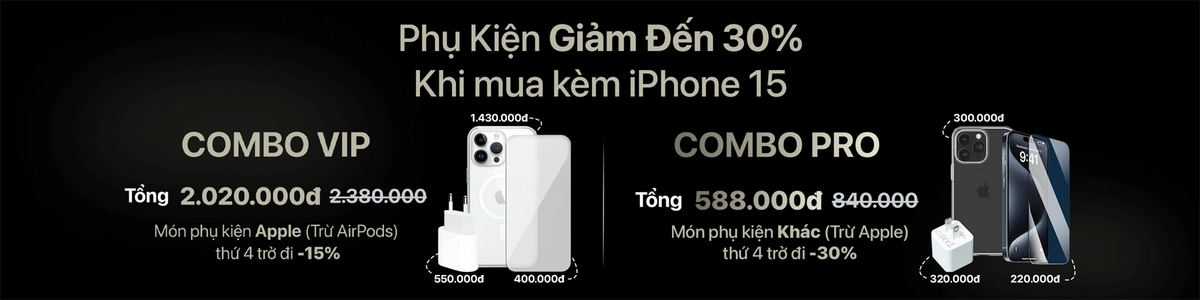 Phụ Kiện Giảm Đến 30%
Khi mua kèm iPhone 15
COMBO VIP
Tổng 2.020.000đ 2.380.000
Món phụ kiện Apple (Trừ AirPods)
thứ 4 trở đi -15%
1.430.000đ
550.000đ
400.000đ
COMBO PRO
Tổng 588.000đ 840.000
Món phụ kiện Khác (Trừ Apple)
thứ 4 trở đi -30%
300.000đ
9:41
320.000đ
220.000đ